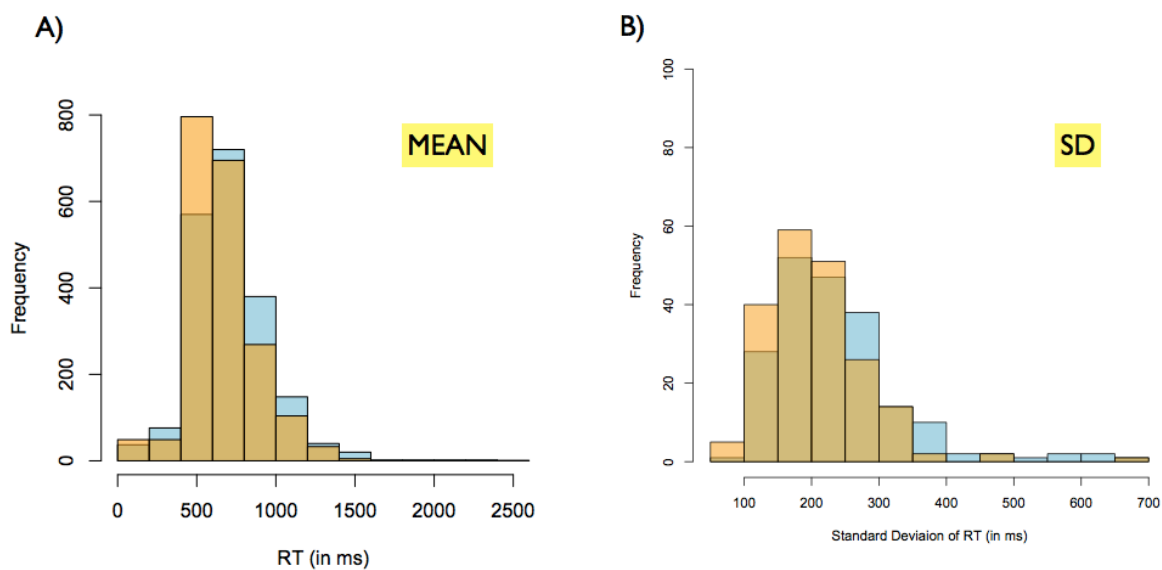 A)
MEAN
Frequency
800
600
400
200
0
0 500 1000 1500 2000 2500
RT (in ms)
B)
SD
Frequency
100
80
60
40
20
0
100 200 300 400 500 600 700
Standard Deviaion of RT (in ms)